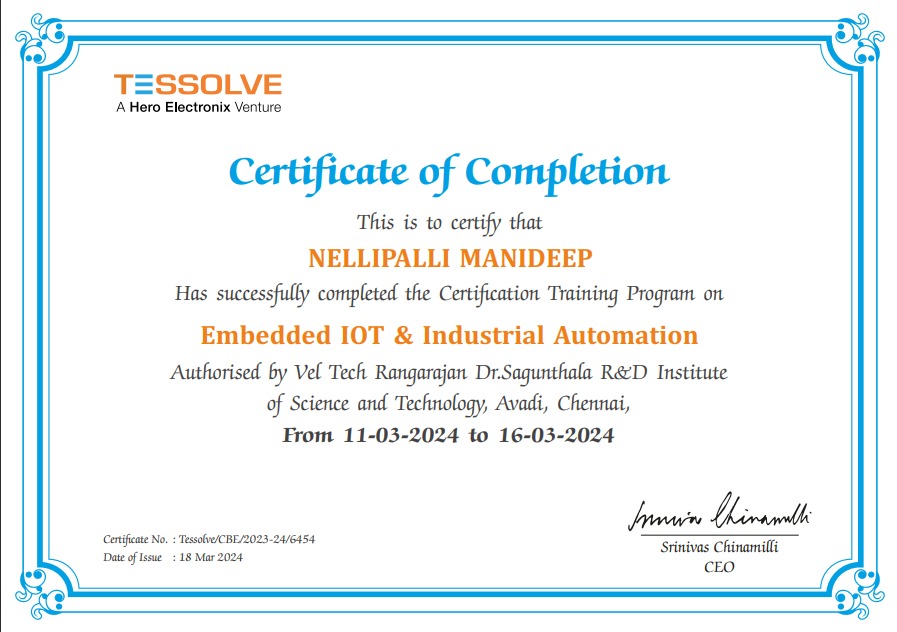 TESSOLVE
A Hero Electronix Venture
Certificate of Completion
This is to certify that
NELLIPALLI MANIDEEP
Has successfully completed the Certification Training Program on
Embedded IOT & Industrial Automation
Authorised by Vel Tech Rangarajan Dr.Sagunthala R&D Institute
of Science and Technology, Avadi, Chennai,
From 11-03-2024 to 16-03-2024
Certificate No. : Tessolve/CBE/2023-24/6454
Date of Issue : 18 Mar 2024
Srinivas Chinamilli
Srinivas Chinamilli
CEO